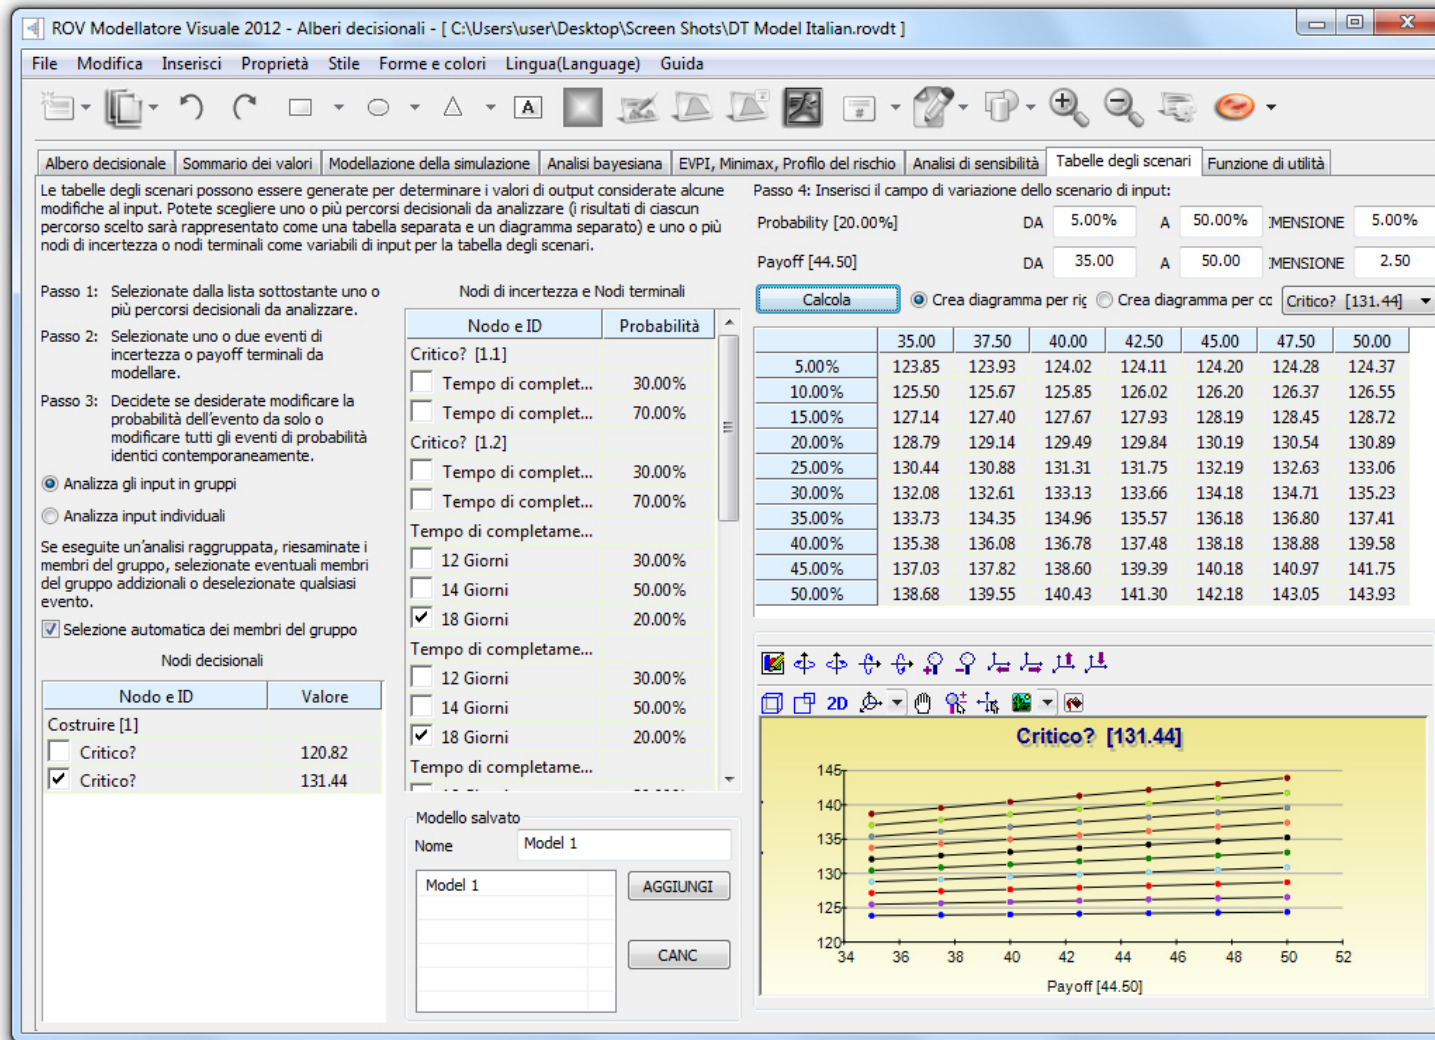 ROV Modellatore Visuale 2012 - Alberi decisionali - [ C:\Users\user\Desktop\Screen Shots\DT Model Italian.rovdt ]
File Modifica Inserisci Proprietà Stile Forme e colori Lingua(Language) Guida
Albero decisionale Sommario dei valori Modellazione della simulazione Analisi bayesiana EVPI, Minimax, Profilo del rischio Analisi di sensibilità Tabelle degli scenari Funzione di utilità
Le tabelle degli scenari possono essere generate per determinare i valori di output considerate alcune
modifiche al input. Potete scegliere uno o più percorsi decisionali da analizzare (i risultati di ciascun
percorso scelto sarà rappresentato come una tabella separata e un diagramma separato) e uno o più
nodi di incertezza o nodi terminali come variabili di input per la tabella degli scenari.
Passo 1: Selezionate dalla lista sottostante uno o
più percorsi decisionali da analizzare.
Passo 2: Selezionate uno o due eventi di
incertezza o payoff terminali da
modellare.
Passo 3: Decidete se desiderate modificare la
probabilità dell'evento da solo o
modificare tutti gli eventi di probabilità
identici contemporaneamente.
Analizza gli input in gruppi
Analizza input individuali
Se eseguite un'analisi raggruppata, riesaminate i
membri del gruppo, selezionate eventuali membri
del gruppo addizionali o deselezionate qualsiasi
evento.
Selezione automatica dei membri del gruppo
Nodi decisionali
Nodo e ID Valore
Costruire [1]
Critico? 120.82
Critico? 131.44
Nodi di incertezza e Nodi terminali
Nodo e ID Probabilità
Critico? [1.1]
Tempo di complet... 30.00%
Tempo di complet... 70.00%
Critico? [1.2]
Tempo di complet... 30.00%
Tempo di complet... 70.00%
Tempo di completame...
12 Giorni 30.00%
14 Giorni 50.00%
18 Giorni 20.00%
Tempo di completame...
12 Giorni 30.00%
14 Giorni 50.00%
18 Giorni 20.00%
Tempo di completame...
Modello salvato
Nome Model 1
Model 1
AGGIUNGI
CANC
Passo 4: Inserisci il campo di variazione dello scenario di input:
Probability [20.00%] DA 5.00% A 50.00% IMENSIONE 5.00%
Payoff [44.50] DA 35.00 A 50.00 IMENSIONE 2.50
Calcola Crea diagramma per rig Crea diagramma per co Critico? [131.44]
35.00 37.50 40.00 42.50 45.00 47.50 50.00
5.00% 123.85 123.93 124.02 124.11 124.20 124.28 124.37
10.00% 125.50 125.67 125.85 126.02 126.20 126.37 126.55
15.00% 127.14 127.40 127.67 127.93 128.19 128.45 128.72
20.00% 128.79 129.14 129.49 129.84 130.19 130.54 130.89
25.00% 130.44 130.88 131.31 131.75 132.19 132.63 133.06
30.00% 132.08 132.61 133.13 133.66 134.18 134.71 135.23
35.00% 133.73 134.35 134.96 135.57 136.18 136.80 137.41
40.00% 135.38 136.08 136.78 137.48 138.18 138.88 139.58
45.00% 137.03 137.82 138.60 139.39 140.18 140.97 141.75
50.00% 138.68 139.55 140.43 141.30 142.18 143.05 143.93
2D
Critico? [131.44]
145
140
135
130
125
120
34 36 38 40 42 44 46 48 50 52
Payoff [44.50]